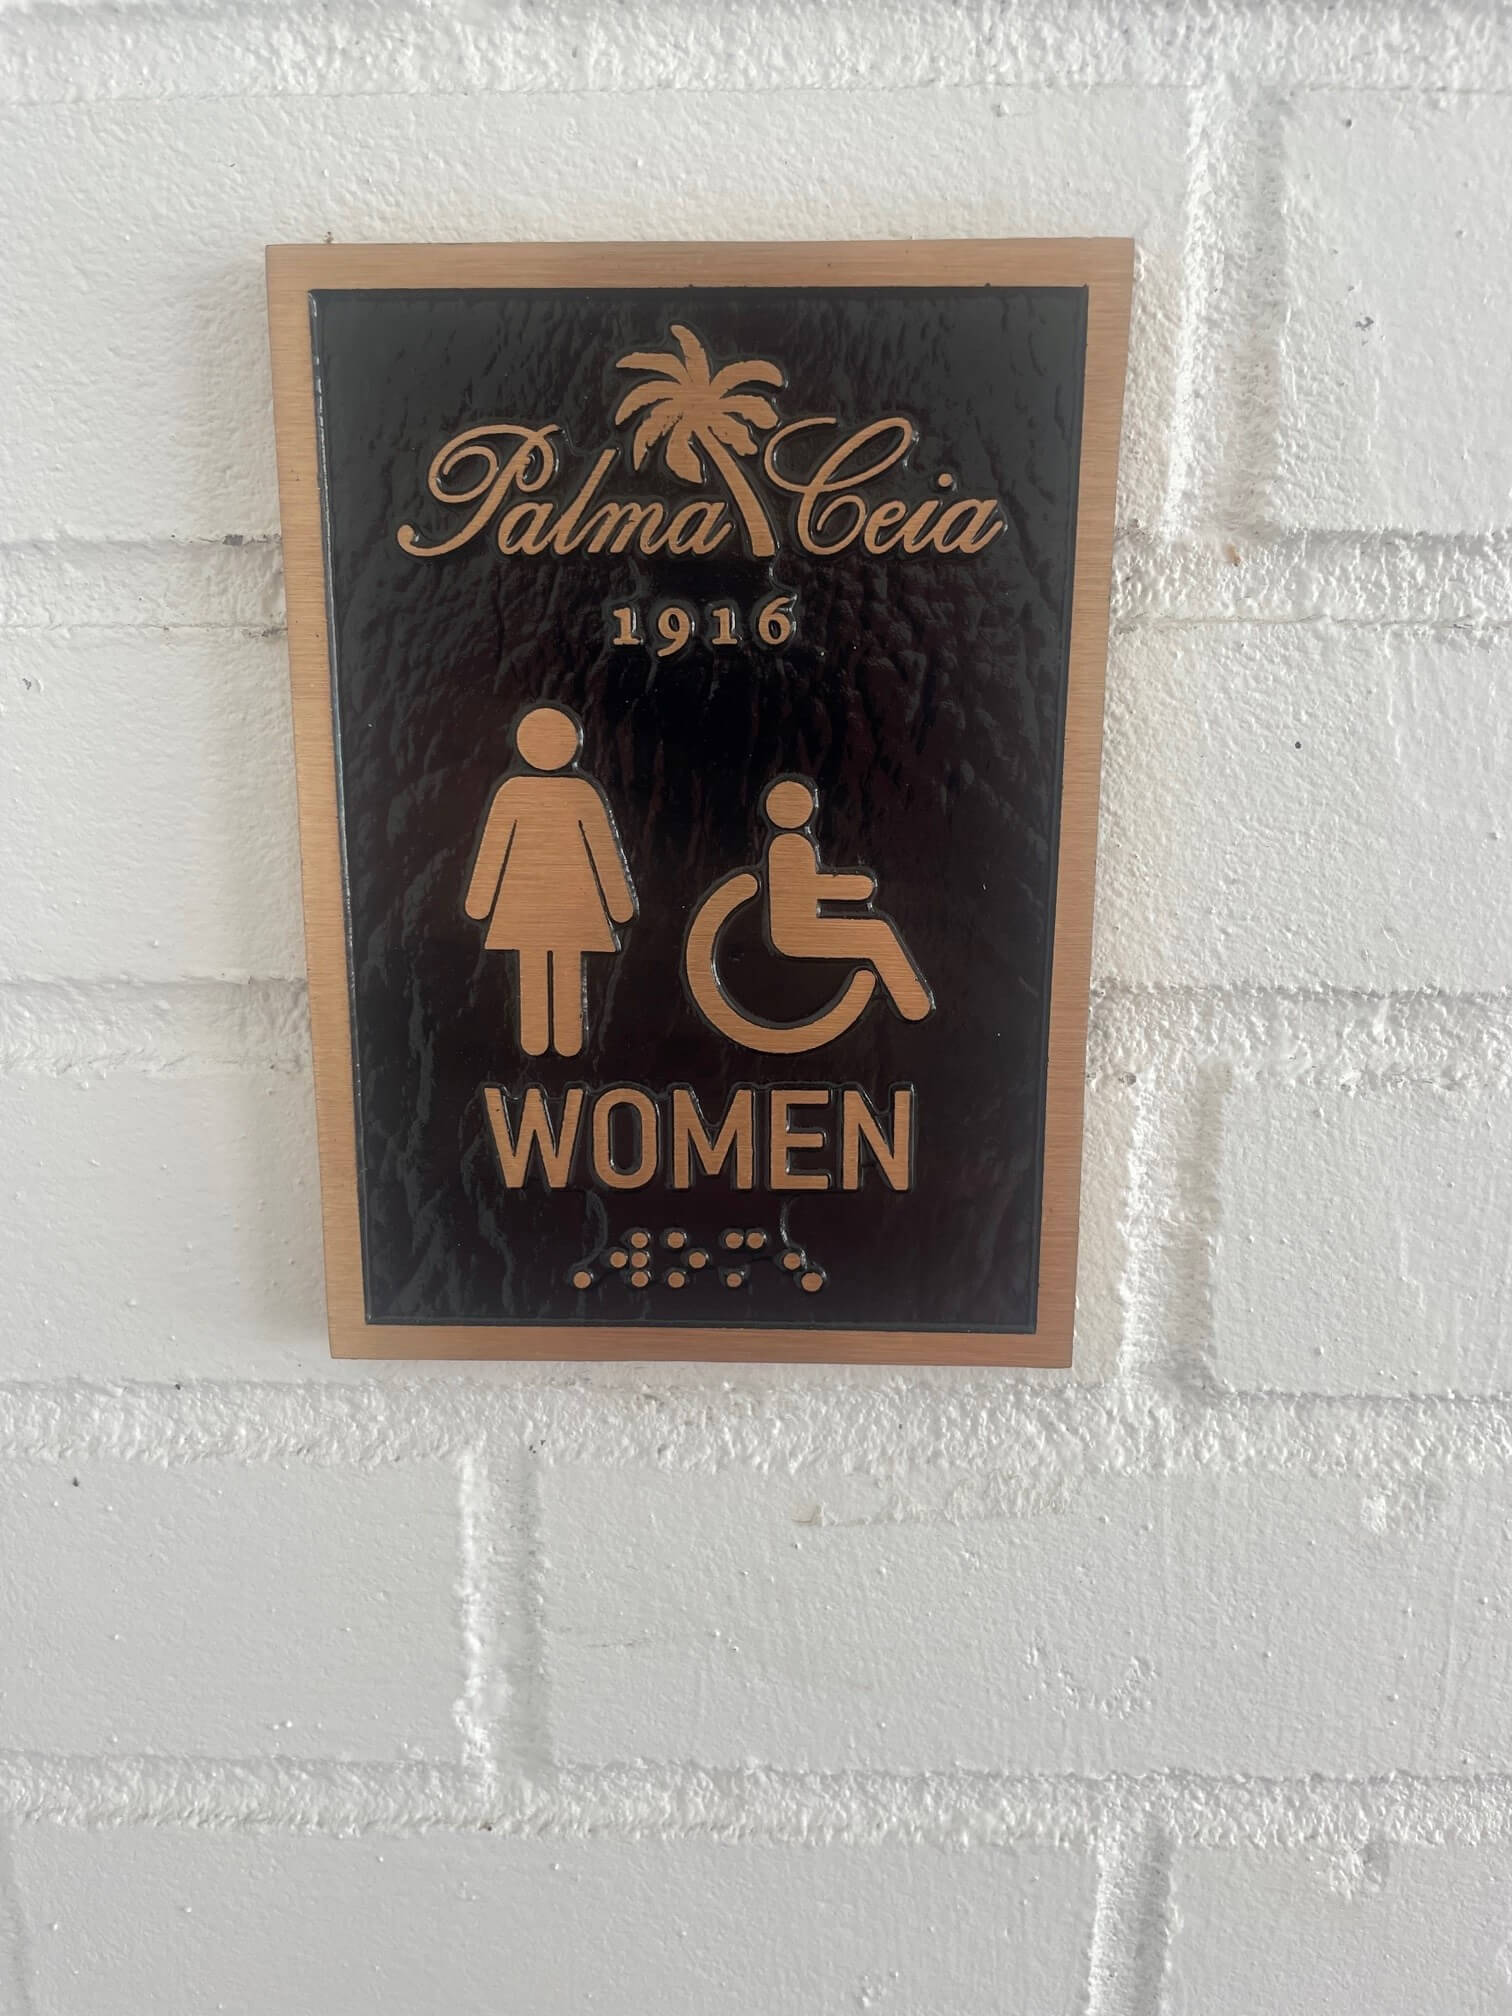 Palma Ceia
1916
WOMEN
⠠⠺⠕⠍⠢